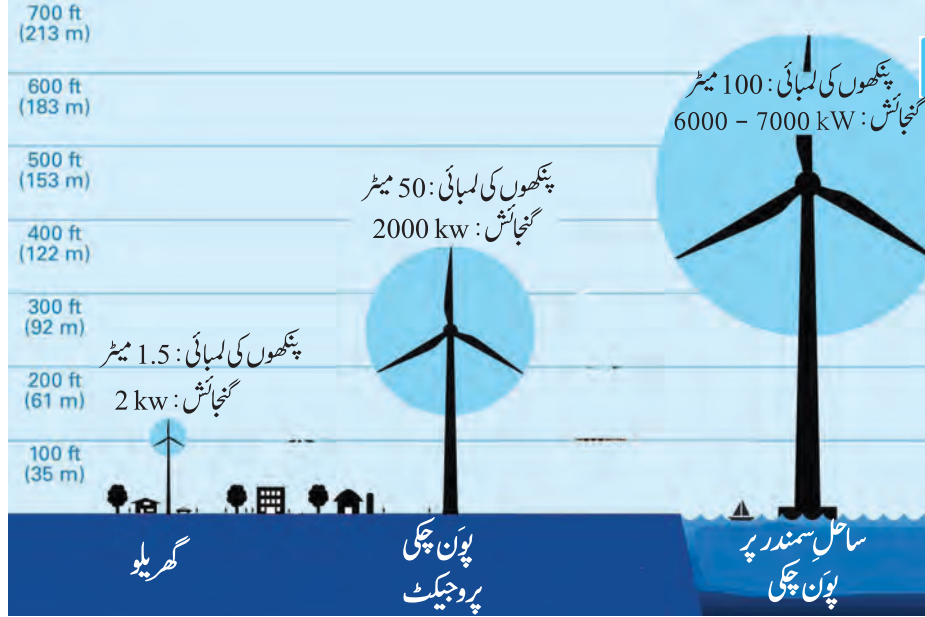 700 ft
(213 m)
600 ft
(183 m)
500 ft
(153 m)
400 ft
(122 m)
300 ft
(92 m)
200 ft
(61 m)
100 ft
(35 m)
پنکھوں کی لمبائی : 100 میٹر
گنجائش : 6000 – 7000 kW
پنکھوں کی لمبائی : 50 میٹر
گنجائش : 2000 kw
پنکھوں کی لمبائی : 1.5 میٹر
گنجائش : 2 kw
ساحلِ سمندر پر
پوَن چکی
پوَن چکی
پروجیکٹ
گھریلو